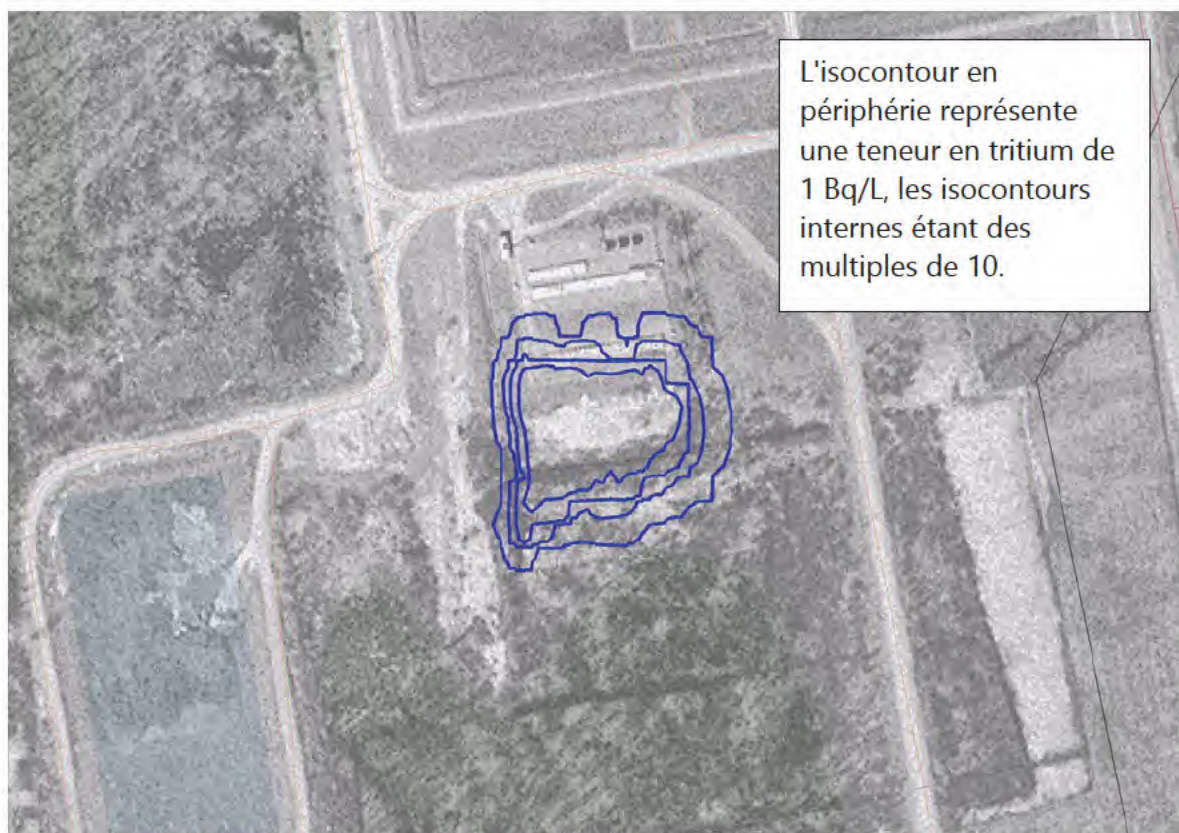 L'isocontour en
périphérie représente
une teneur en tritium de
1 Bq/L, les isocontours
internes étant des
multiples de 10.